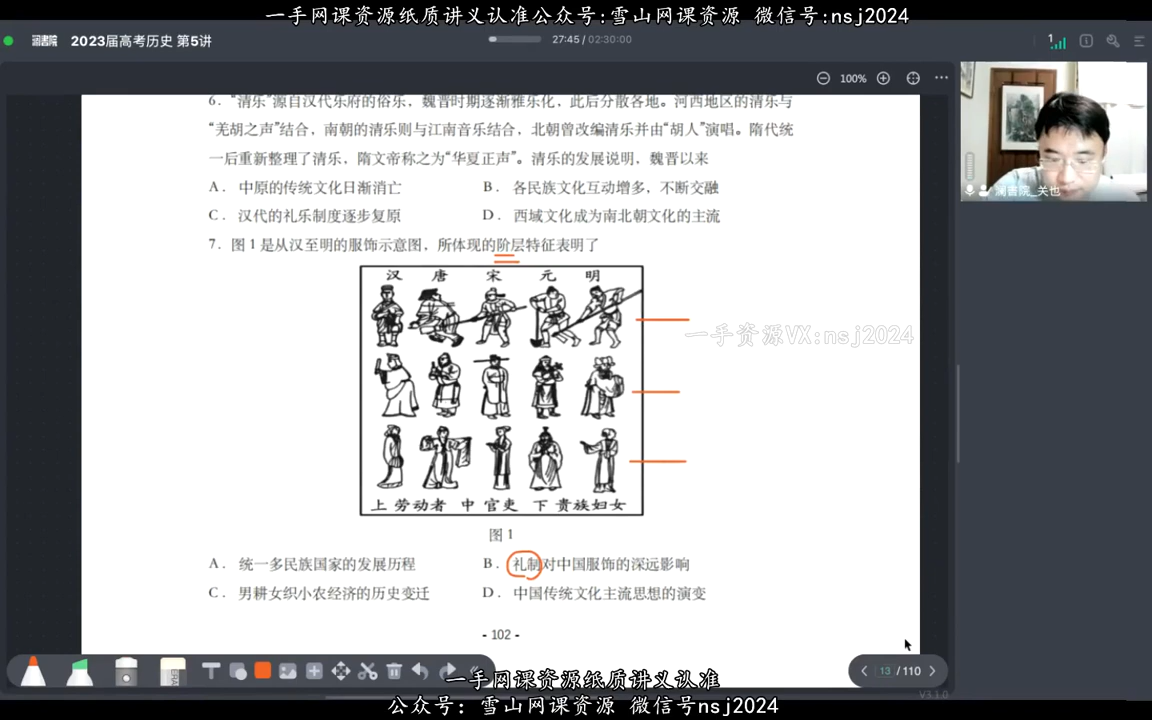 一手网课资源纸质讲义认准公众号:雪山网课资源 微信号:nsj2024
2023届高考历史 第5讲
27:45 / 02:30:00
1
100%
6．“清乐”源自汉代乐府的俗乐，魏晋时期逐渐雅乐化，此后分散各地。河西地区的清乐与
“羌胡之声”结合，南朝的清乐则与江南音乐结合，北朝曾改编清乐并由“胡人”演唱。隋代统
一后重新整理了清乐，隋文帝称之为“华夏正声”。清乐的发展说明，魏晋以来
A． 中原的传统文化日渐消亡
B． 各民族文化互动增多，不断交融
C． 汉代的礼乐制度逐步复原
D． 西域文化成为南北朝文化的主流
7．图 1 是从汉至明的服饰示意图，所体现的阶层特征表明了
汉 唐 宋 元 明
上 劳动者 中 官吏 下 贵族妇女
图 1
A． 统一多民族国家的发展历程
B． 礼制对中国服饰的深远影响
C． 男耕女织小农经济的历史变迁
D． 中国传统文化主流思想的演变
- 102 -
一手资源VX:nsj2024
关也
13 / 110
V3.1.0
一手网课资源纸质讲义认准
公众号：雪山网课资源 微信号nsj2024